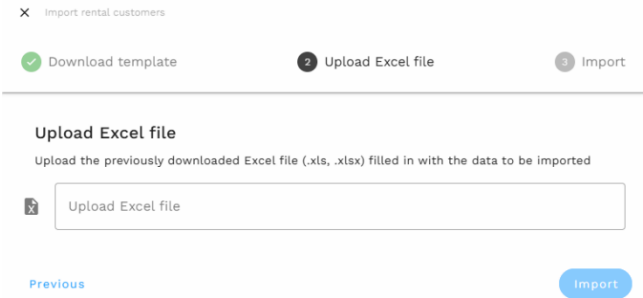 Import rental customers
Download template
2 Upload Excel file
3 Import
Upload Excel file
Upload the previously downloaded Excel file (.xls, .xlsx) filled in with the data to be imported
X Upload Excel file
Previous
Import